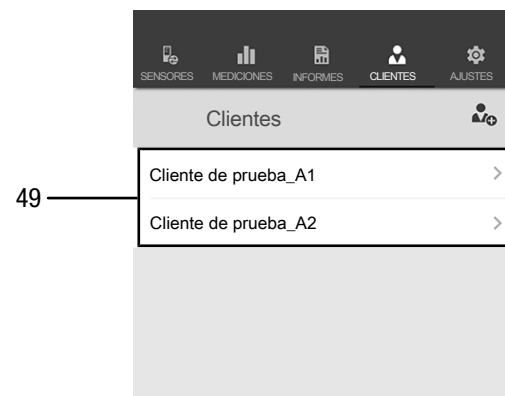 SENSORES MEDICIONES INFORMES CLIENTES AJUSTES
Clientes
Cliente de prueba_A1
49
Cliente de prueba_A2